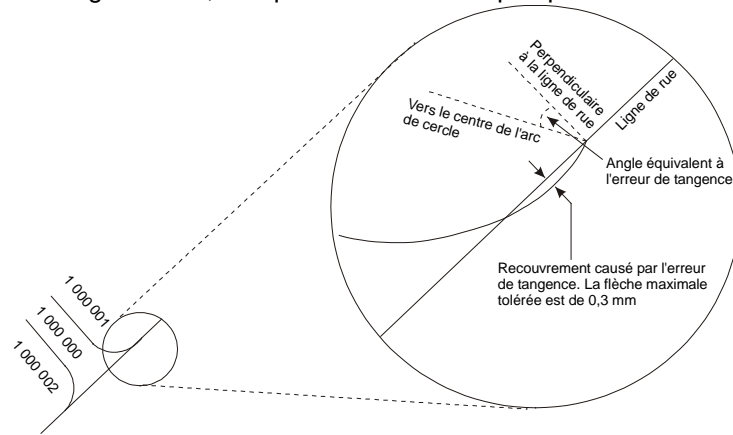 Perpendiculaire
à la ligne de rue
Ligne de rue
Vers le centre de l'arc
de cercle
Angle équivalent à
l'erreur de tangence
Recouvrement causé par l'erreur
de tangence. La flèche maximale
tolérée est de 0,3 mm
1 000 001
1 000 000
1 000 002